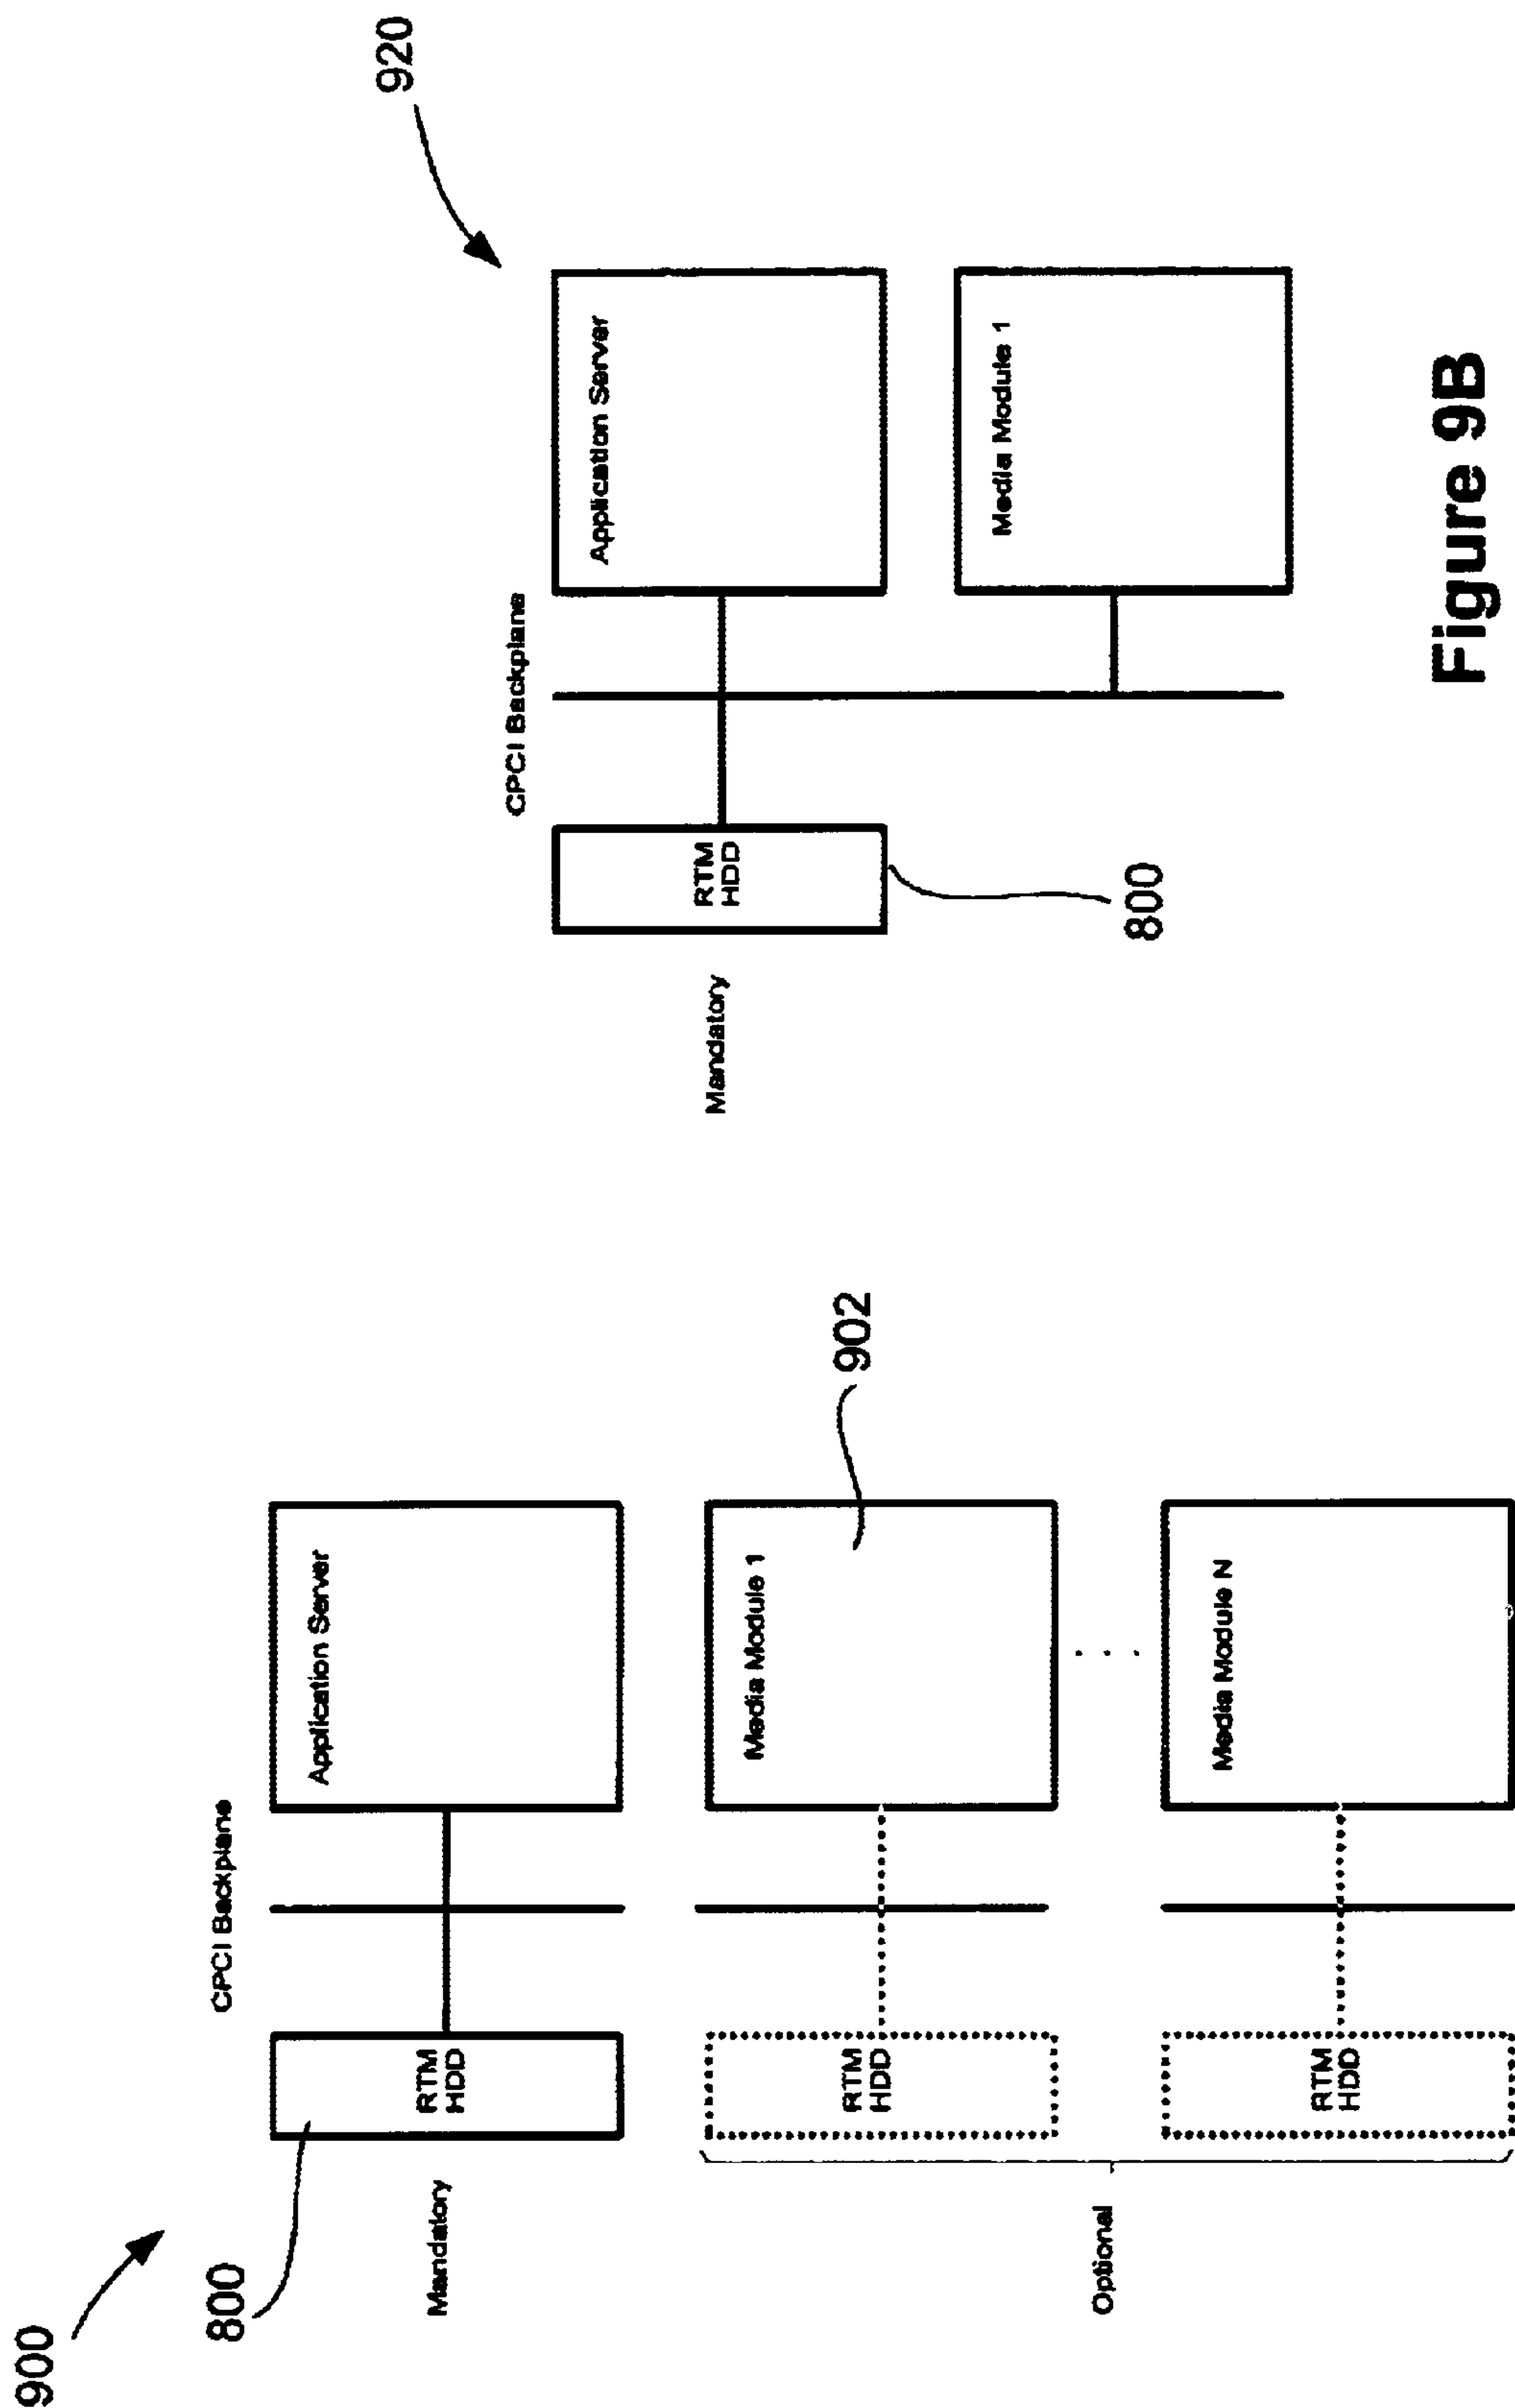 900
800
CPCI Backplane
Mandatory
RTM
HDD
Application Server
902
RTM
HDD
Media Module 1
. . .
Optional
RTM
HDD
Media Module N
920
CPCI Backplane
Mandatory
RTM
HDD
Application Server
800
Media Module 1
Figure 9B